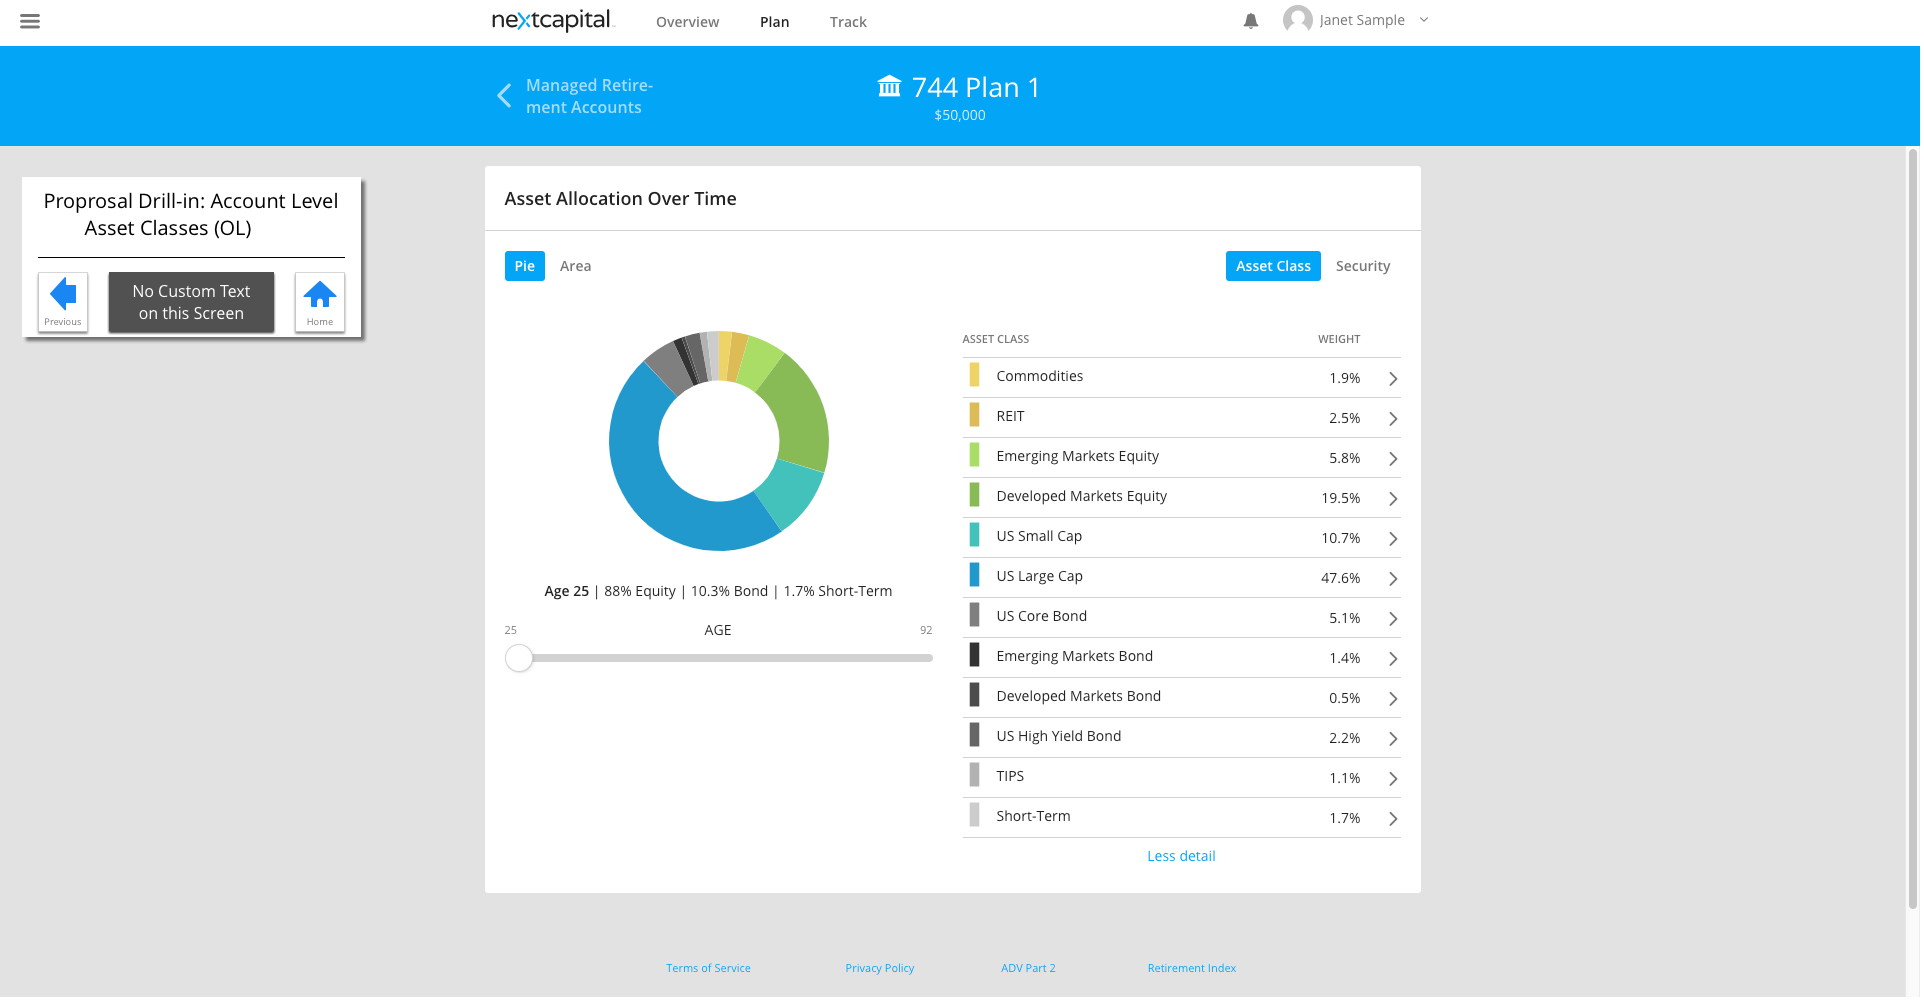 nextcapital
Overview
Plan
Track
Janet Sample
Managed Retire-
ment Accounts
744 Plan 1
$50,000
Proprosal Drill-in: Account Level
Asset Classes (OL)
Previous
No Custom Text
on this Screen
Home
Asset Allocation Over Time
Pie
Area
Asset Class
Security
Age 25 | 88% Equity | 10.3% Bond | 1.7% Short-Term
25
AGE
92
ASSET CLASS WEIGHT
Commodities 1.9%
REIT 2.5%
Emerging Markets Equity 5.8%
Developed Markets Equity 19.5%
US Small Cap 10.7%
US Large Cap 47.6%
US Core Bond 5.1%
Emerging Markets Bond 1.4%
Developed Markets Bond 0.5%
US High Yield Bond 2.2%
TIPS 1.1%
Short-Term 1.7%
Less detail
Terms of Service
Privacy Policy
ADV Part 2
Retirement Index